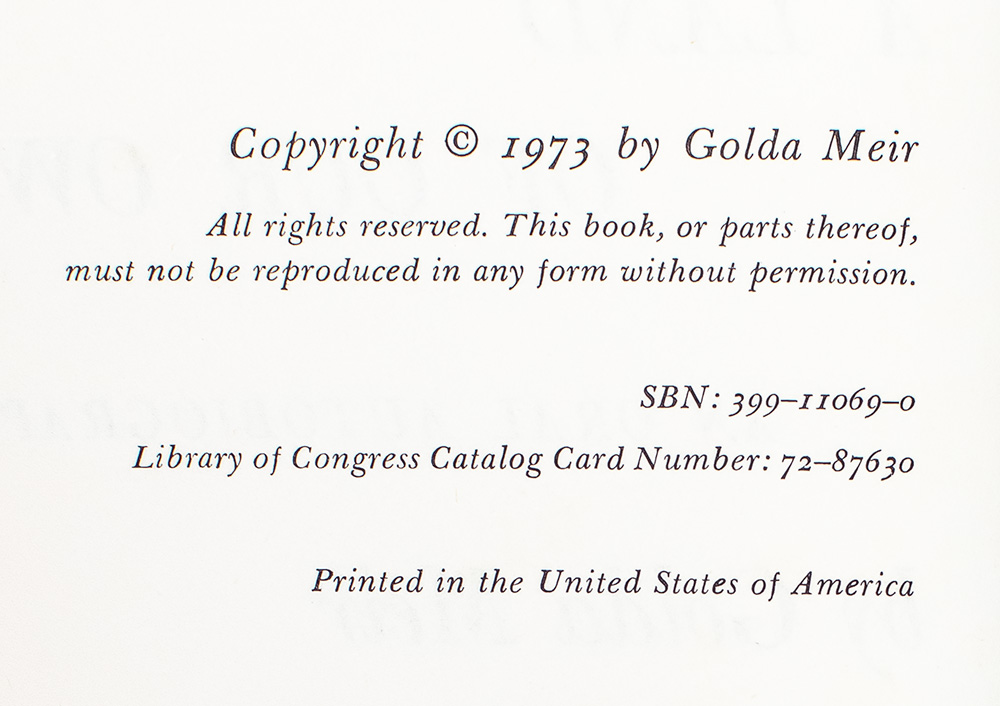 Copyright © 1973 by Golda Meir
All rights reserved. This book, or parts thereof,
must not be reproduced in any form without permission.
SBN: 399–11069–0
Library of Congress Catalog Card Number: 72–87630
Printed in the United States of America